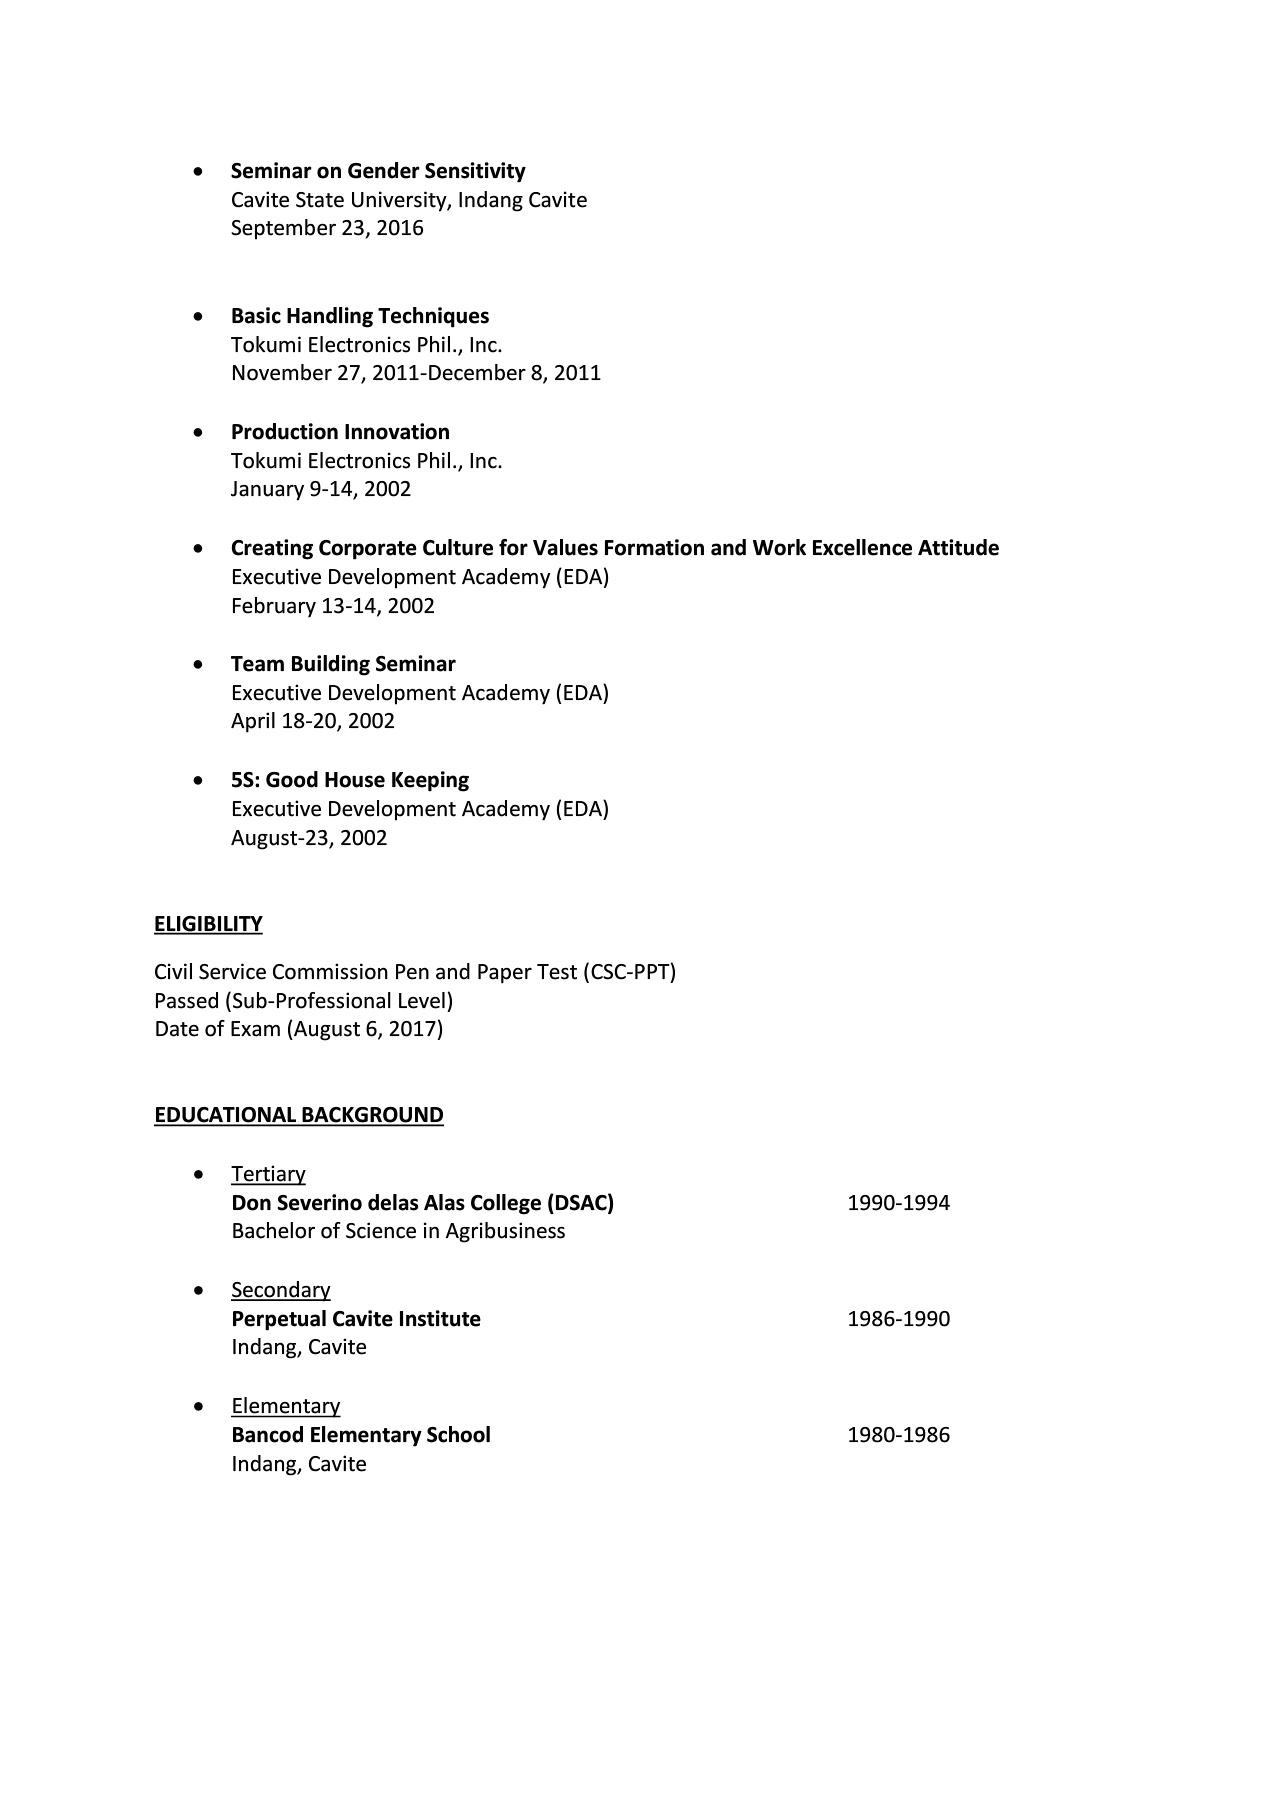 • Seminar on Gender Sensitivity
Cavite State University, Indang Cavite
September 23, 2016
• Basic Handling Techniques
Tokumi Electronics Phil., Inc.
November 27, 2011-December 8, 2011
• Production Innovation
Tokumi Electronics Phil., Inc.
January 9-14, 2002
• Creating Corporate Culture for Values Formation and Work Excellence Attitude
Executive Development Academy (EDA)
February 13-14, 2002
• Team Building Seminar
Executive Development Academy (EDA)
April 18-20, 2002
• 5S: Good House Keeping
Executive Development Academy (EDA)
August-23, 2002
ELIGIBILITY
Civil Service Commission Pen and Paper Test (CSC-PPT)
Passed (Sub-Professional Level)
Date of Exam (August 6, 2017)
EDUCATIONAL BACKGROUND
• Tertiary
Don Severino delas Alas College (DSAC) 1990-1994
Bachelor of Science in Agribusiness
• Secondary
Perpetual Cavite Institute 1986-1990
Indang, Cavite
• Elementary
Bancod Elementary School 1980-1986
Indang, Cavite